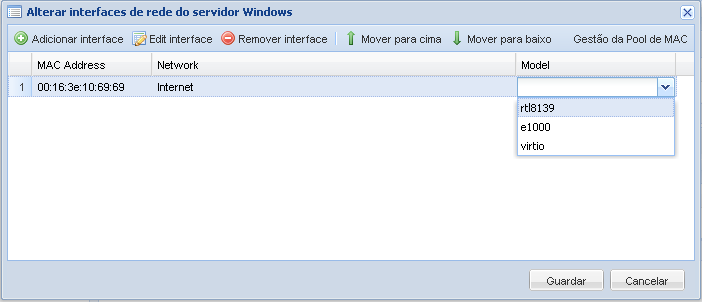 Alterar interfaces de rede do servidor Windows
Adicionar interface Edit interface Remover interface Mover para cima Mover para baixo Gestão da Pool de MAC
MAC Address Network Model
1 00:16:3e:10:69:69 Internet
rtl8139
e1000
virtio
Guardar Cancelar